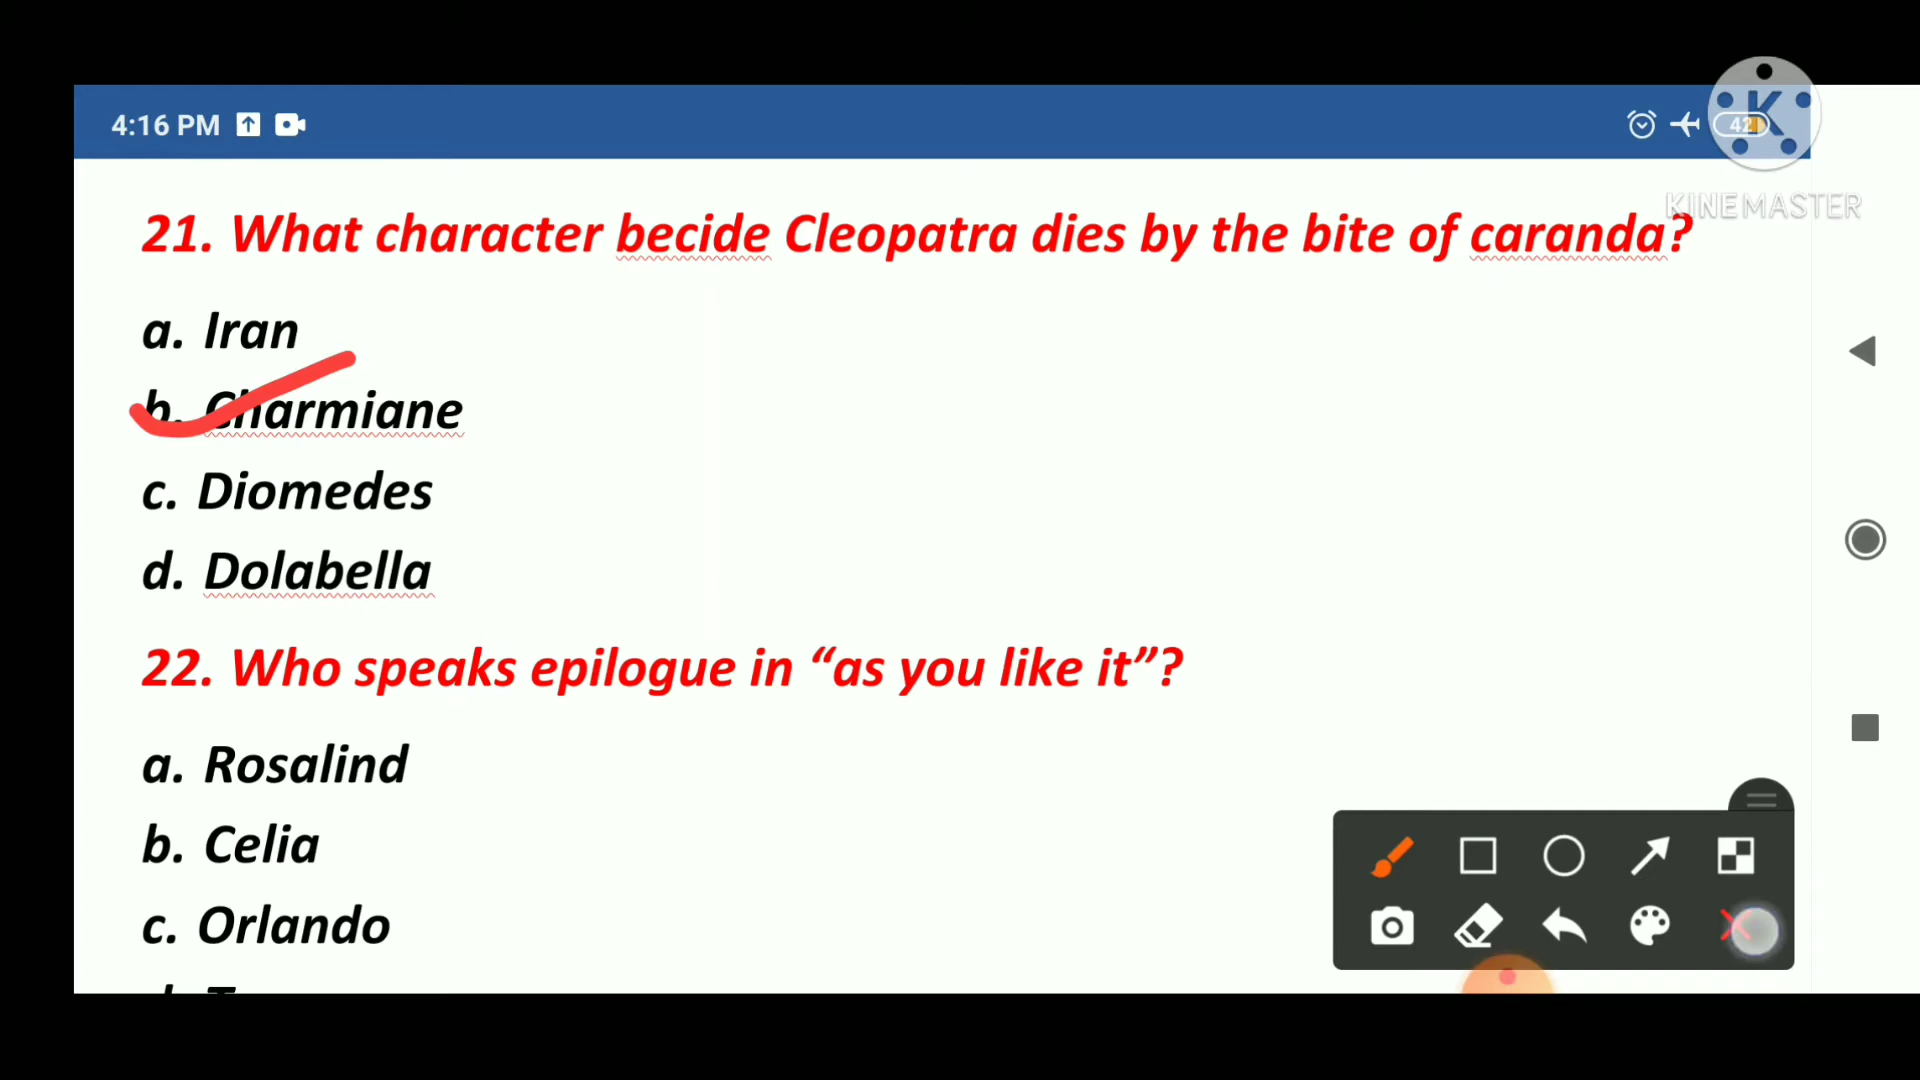 4:16 PM
42
K
KINEMASTER
21. What character becide Cleopatra dies by the bite of caranda?
a. Iran
b. Charmiane
c. Diomedes
d. Dolabella
22. Who speaks epilogue in “as you like it”?
a. Rosalind
b. Celia
c. Orlando